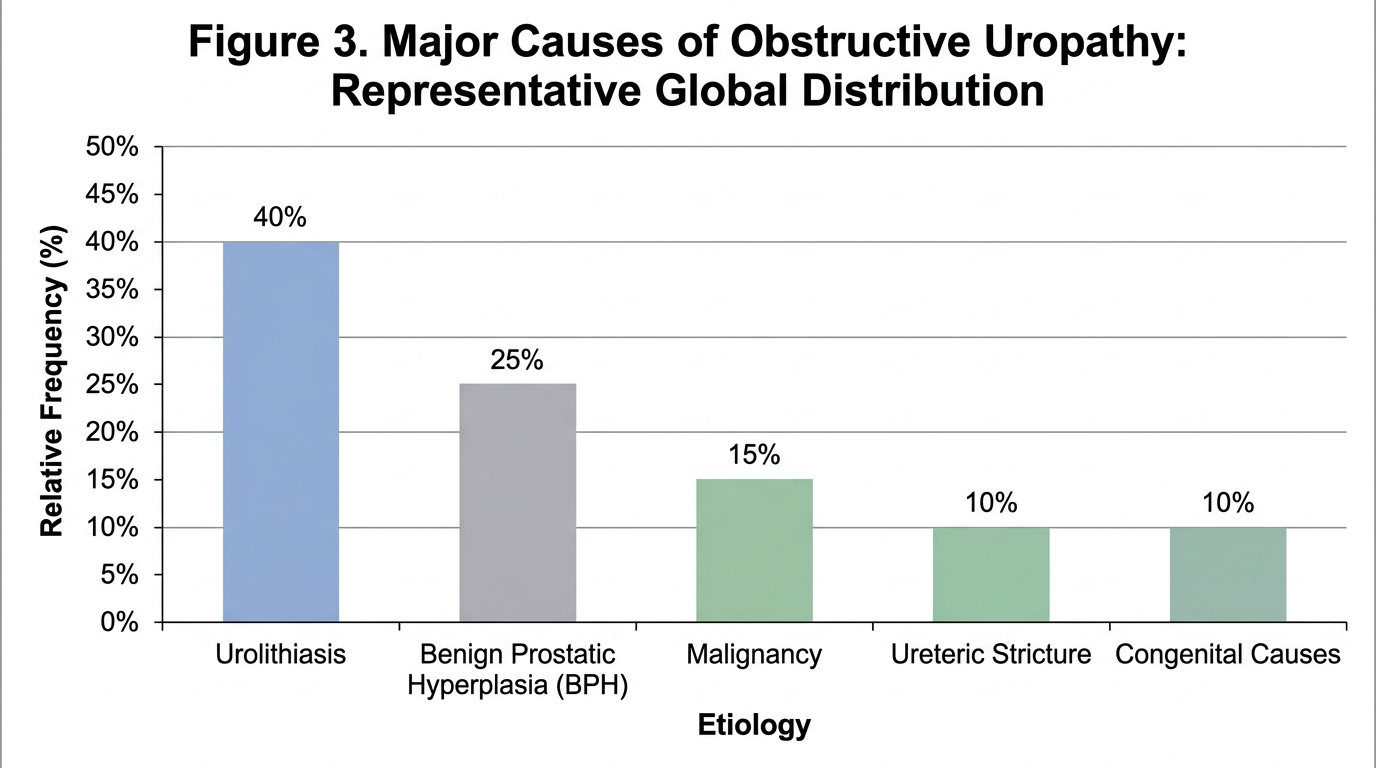 Figure 3. Major Causes of Obstructive Uropathy:
Representative Global Distribution
50%
45%
40%
35%
30%
25%
20%
15%
10%
5%
0%
Relative Frequency (%)
40%
25%
15%
10%
10%
Urolithiasis
Benign Prostatic
Hyperplasia (BPH)
Malignancy
Ureteric Stricture
Congenital Causes
Etiology